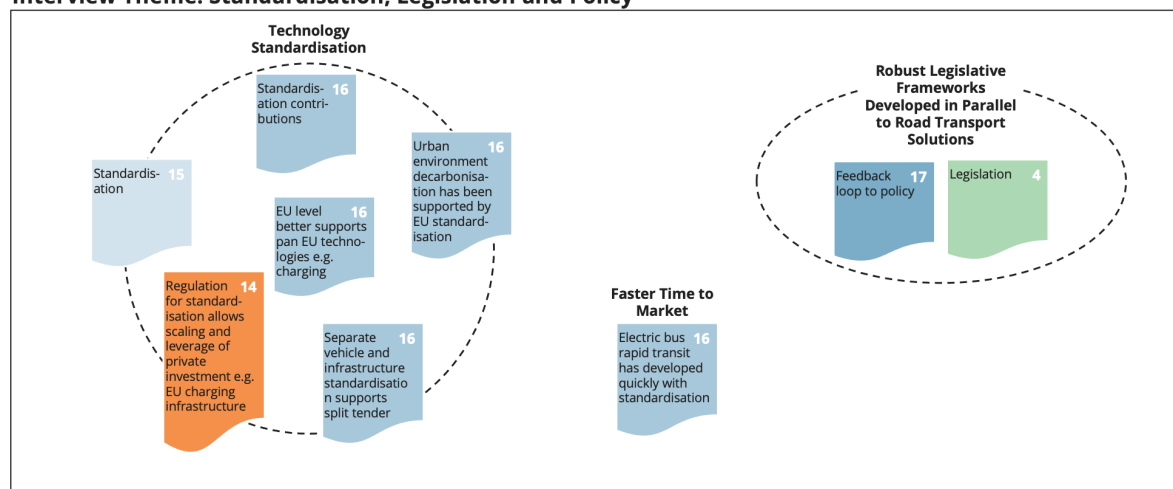 Interview Theme: Standardisation, Legislation and Policy
Technology
Standardisation
Standardis-
ation contri-
butions
16
Standardis-
ation
15
Urban
environment
decarbonisa-
tion has been
supported by
EU standard-
isation
16
EU level
better supports
pan EU techno-
logies e.g.
charging
16
Regulation
for standard-
isation allows
scaling and
leverage of
private
investment e.g.
EU charging
infrastructure
14
Separate
vehicle and
infrastructure
standardisatio
n supports
split tender
16
Faster Time to
Market
Electric bus
rapid transit
has developed
quickly with
standardisation
16
Robust Legislative
Frameworks
Developed in Parallel
to Road Transport
Solutions
Feedback
loop to policy
17
Legislation
4